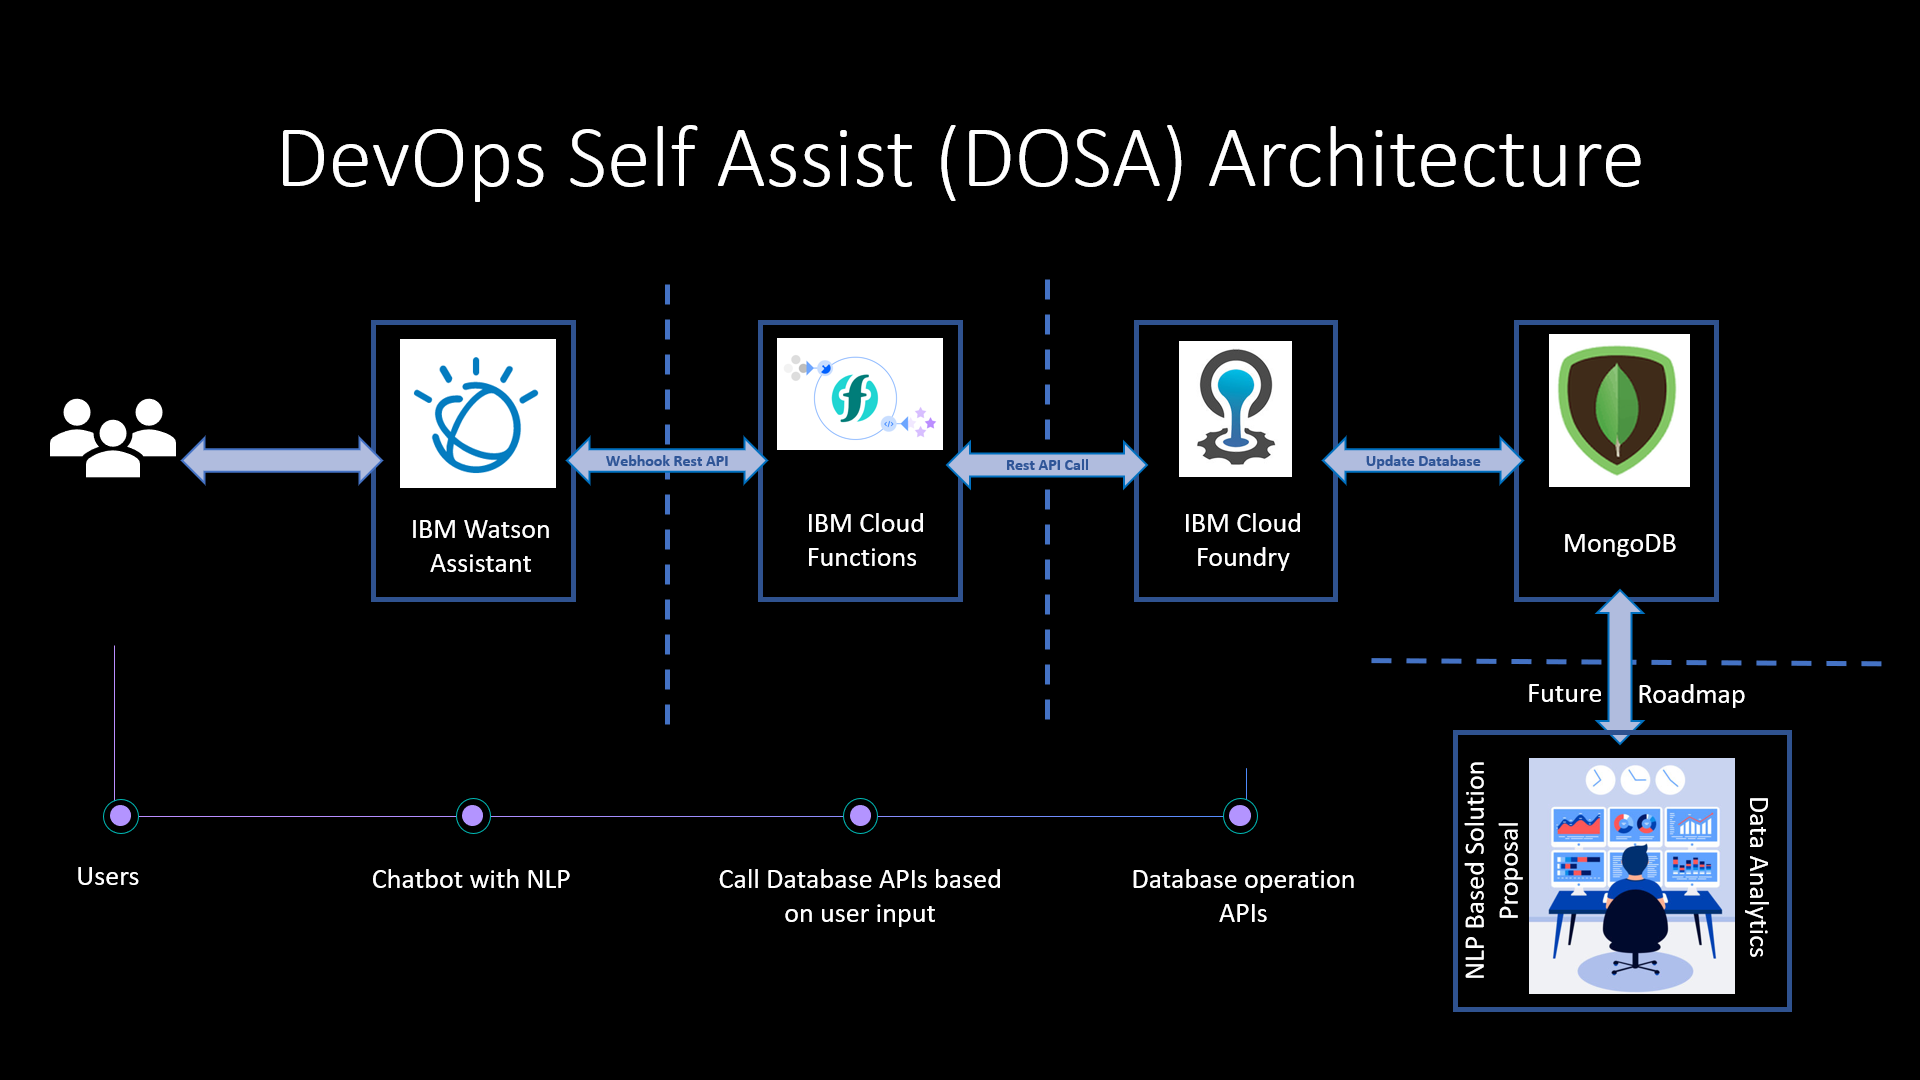 DevOps Self Assist (DOSA) Architecture
Webhook Rest API
Rest API Call
Update Database
IBM Watson
Assistant
IBM Cloud
Functions
IBM Cloud
Foundry
MongoDB
Future Roadmap
Users
Chatbot with NLP
Call Database APIs based
on user input
Database operation
APIs
NLP Based Solution
Proposal
Data Analytics